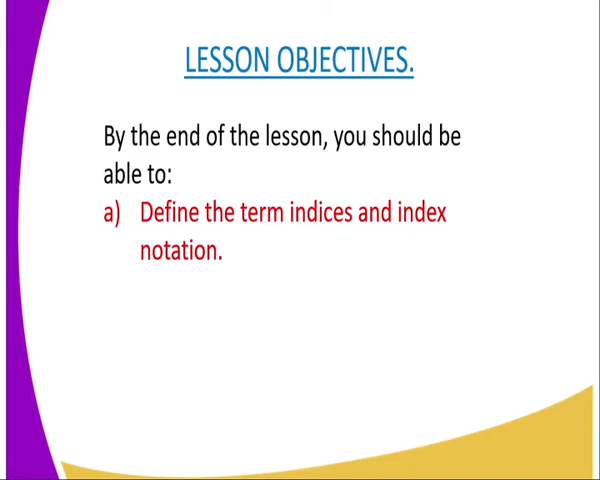 LESSON OBJECTIVES.
By the end of the lesson, you should be
able to:
a) Define the term indices and index
notation.